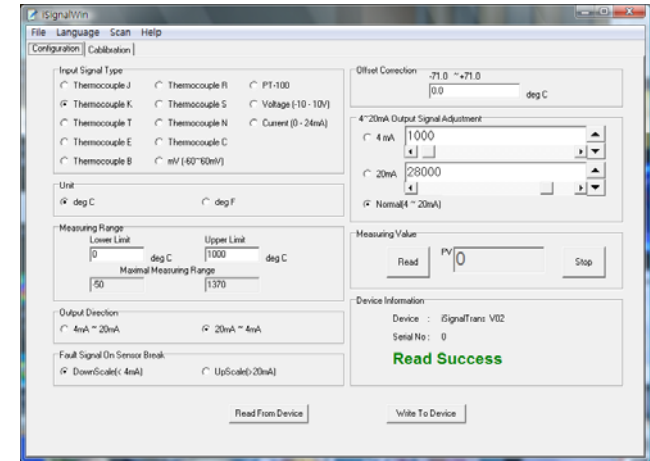 iSignalWin
File Language Scan Help
Configuration Cablibration
Input Signal Type
Thermocouple J Thermocouple R PT-100
Thermocouple K Thermocouple S Voltage (-10 - 10V)
Thermocouple T Thermocouple N Current (0 - 24mA)
Thermocouple E Thermocouple C
Thermocouple B mV (-60~60mV)
Unit
deg C deg F
Measuring Range
Lower Limit Upper Limit
0 deg C 1000 deg C
Maximal Measuring Range
-50 1370
Output Direction
4mA ~ 20mA 20mA ~ 4mA
Fault Signal On Sensor Break
DownScale(< 4mA) UpScale(>20mA)
Offset Correction
-71.0 ~ +71.0
0.0 deg C
4~20mA Output Signal Adjustment
4 mA 1000
20mA 28000
Normal(4 ~ 20mA)
Measuring Value
Read PV 0 Stop
Device Information
Device : iSignalTrans V02
Serial No : 0
Read Success
Read From Device Write To Device